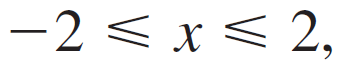 −2 ⩽ x ⩽ 2,